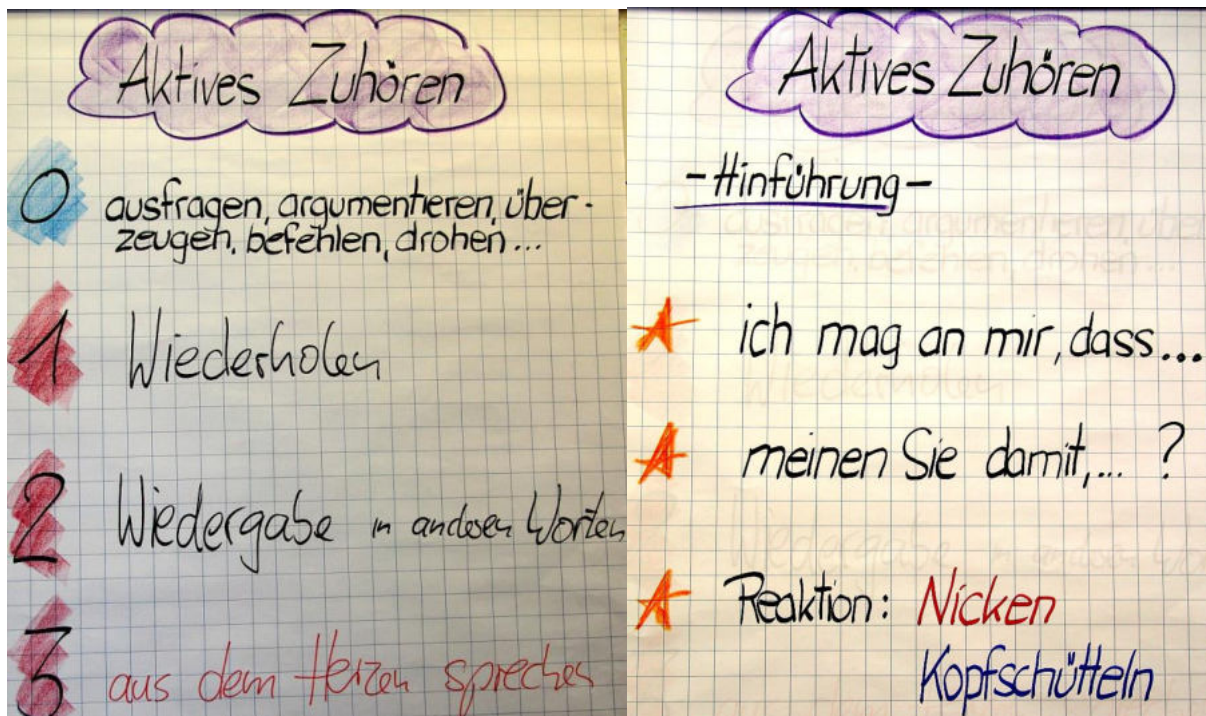 Aktives Zuhören
0 ausfragen, argumentieren, über-
zeugen, befehlen, drohen...
1 Wiederholen
2 Wiedergabe in anderen Worten
3 aus dem Herzen sprechen
Aktives Zuhören
-Hinführung-
ich mag an mir, dass...
meinen Sie damit,... ?
Reaktion: Nicken
Kopfschütteln